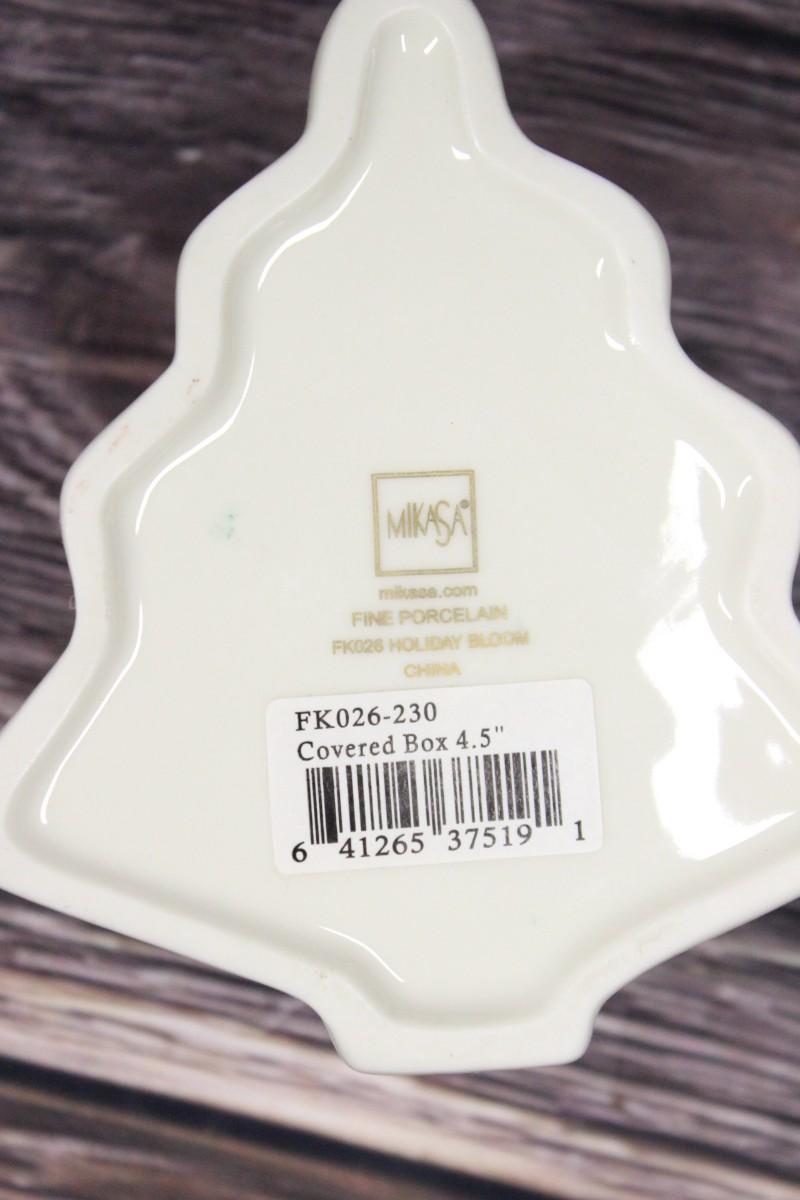 MIKASA®
mikasa.com
FINE PORCELAIN
FK026 HOLIDAY BLOOM
CHINA
FK026-230
Covered Box 4.5"
6 41265 37519 1